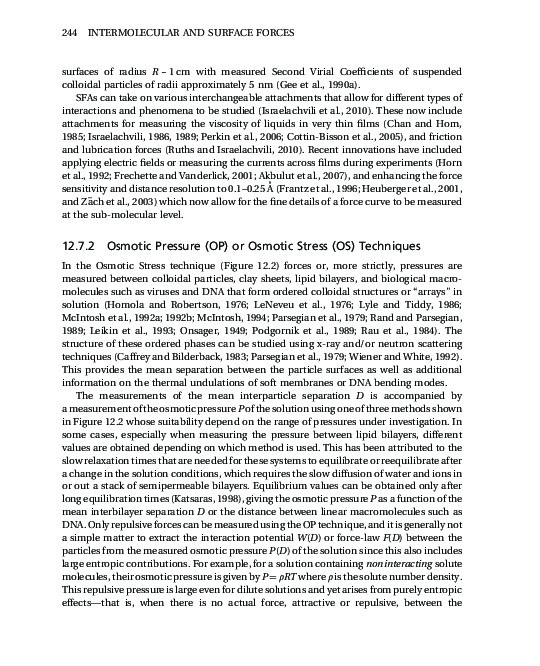 244 INTERMOLECULAR AND SURFACE FORCES
surfaces of radius R – 1 cm with measured Second Virial Coefficients of suspended
colloidal particles of radii approximately 5 nm (Gee et al., 1990a).
SFAs can take on various interchangeable attachments that allow for different types of
interactions and phenomena to be studied (Israelachvili et al., 2010). These now include
attachments for measuring the viscosity of liquids in very thin films (Chan and Horn,
1985; Israelachvili, 1986, 1989; Perkin et al., 2006; Cottin-Bisson et al., 2005), and friction
and lubrication forces (Ruths and Israelachvili, 2010). Recent innovations have included
applying electric fields or measuring the currents across films during experiments (Horn
et al., 1992; Frechette and Vanderlick, 2001; Akbulut et al., 2007), and enhancing the force
sensitivity and distance resolution to 0.1–0.25 Å (Frantz et al., 1996; Heuberger et al., 2001,
and Zäch et al., 2003) which now allow for the fine details of a force curve to be measured
at the sub-molecular level.
12.7.2 Osmotic Pressure (OP) or Osmotic Stress (OS) Techniques
In the Osmotic Stress technique (Figure 12.2) forces or, more strictly, pressures are
measured between colloidal particles, clay sheets, lipid bilayers, and biological macro-
molecules such as viruses and DNA that form ordered colloidal structures or “arrays” in
solution (Homola and Robertson, 1976; LeNeveu et al., 1976; Lyle and Tiddy, 1986;
McIntosh et al., 1992a; 1992b; McIntosh, 1994; Parsegian et al., 1979; Rand and Parsegian,
1989; Leikin et al., 1993; Onsager, 1949; Podgornik et al., 1989; Rau et al., 1984). The
structure of these ordered phases can be studied using x-ray and/or neutron scattering
techniques (Caffrey and Bilderback, 1983; Parsegian et al., 1979; Wiener and White, 1992).
This provides the mean separation between the particle surfaces as well as additional
information on the thermal undulations of soft membranes or DNA bending modes.
The measurements of the mean interparticle separation D is accompanied by
a measurement of the osmotic pressure P of the solution using one of three methods shown
in Figure 12.2 whose suitability depend on the range of pressures under investigation. In
some cases, especially when measuring the pressure between lipid bilayers, different
values are obtained depending on which method is used. This has been attributed to the
slow relaxation times that are needed for these systems to equilibrate or reequilibrate after
a change in the solution conditions, which requires the slow diffusion of water and ions in
or out a stack of semipermeable bilayers. Equilibrium values can be obtained only after
long equilibration times (Katsaras, 1998), giving the osmotic pressure P as a function of the
mean interbilayer separation D or the distance between linear macromolecules such as
DNA. Only repulsive forces can be measured using the OP technique, and it is generally not
a simple matter to extract the interaction potential W(D) or force-law F(D) between the
particles from the measured osmotic pressure P(D) of the solution since this also includes
large entropic contributions. For example, for a solution containing noninteracting solute
molecules, their osmotic pressure is given by P = ρRT where ρ is the solute number density.
This repulsive pressure is large even for dilute solutions and yet arises from purely entropic
effects—that is, when there is no actual force, attractive or repulsive, between the